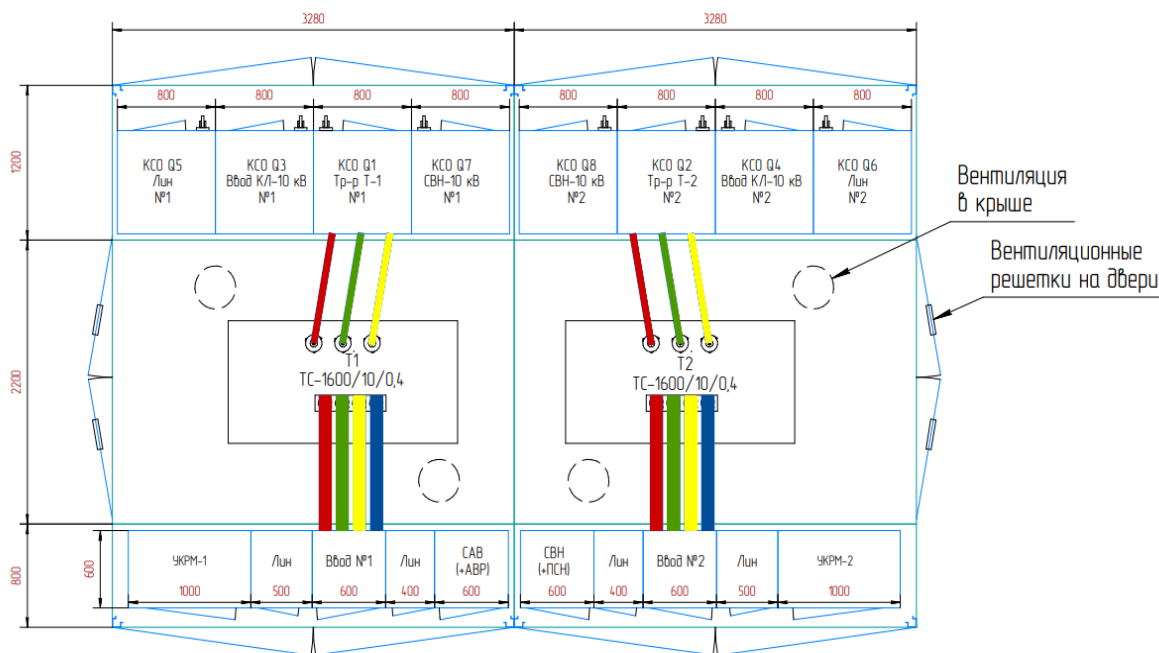 3280
3280
800
800
800
800
800
800
800
800
1200
КСО Q5
Лин
№1
КСО Q3
Ввод КЛ-10 кВ
№1
КСО Q1
Тр-р Т-1
№1
КСО Q7
СВН-10 кВ
№1
КСО Q8
СВН-10 кВ
№2
КСО Q2
Тр-р Т-2
№2
КСО Q4
Ввод КЛ-10 кВ
№2
КСО Q6
Лин
№2
Вентиляция
в крыше
Вентиляционные
решетки на двери
2200
Т1
ТС-1600/10/0,4
Т2
ТС-1600/10/0,4
800
600
УКРМ-1
1000
Лин
500
Ввод №1
600
Лин
400
САВ
(+АВР)
600
СВН
(+ПСН)
600
Лин
400
Ввод №2
600
Лин
500
УКРМ-2
1000